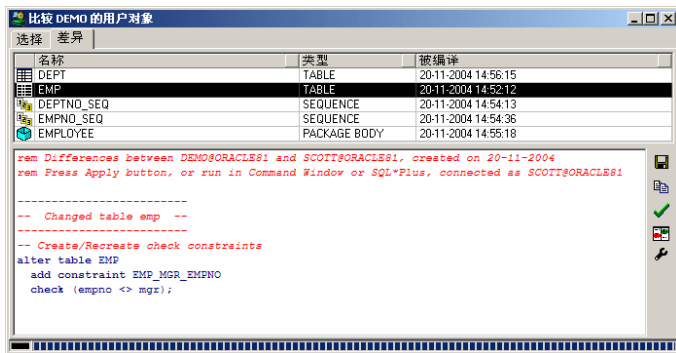 比较 DEMO 的用户对象
选择 差异
名称 类型 被编译
DEPT TABLE 20-11-2004 14:56:15
EMP TABLE 20-11-2004 14:52:12
DEPTNO_SEQ SEQUENCE 20-11-2004 14:54:13
EMPNO_SEQ SEQUENCE 20-11-2004 14:54:36
EMPLOYEE PACKAGE BODY 20-11-2004 14:55:18
rem Differences between DEMO@ORACLE81 and SCOTT@ORACLE81, created on 20-11-2004
rem Press Apply button, or run in Command Window or SQL*Plus, connected as SCOTT@ORACLE81
-------------------------
-- Changed table emp --
-------------------------
-- Create/Recreate check constraints
alter table EMP
add constraint EMP_MGR_EMPNO
check (empno <> mgr);